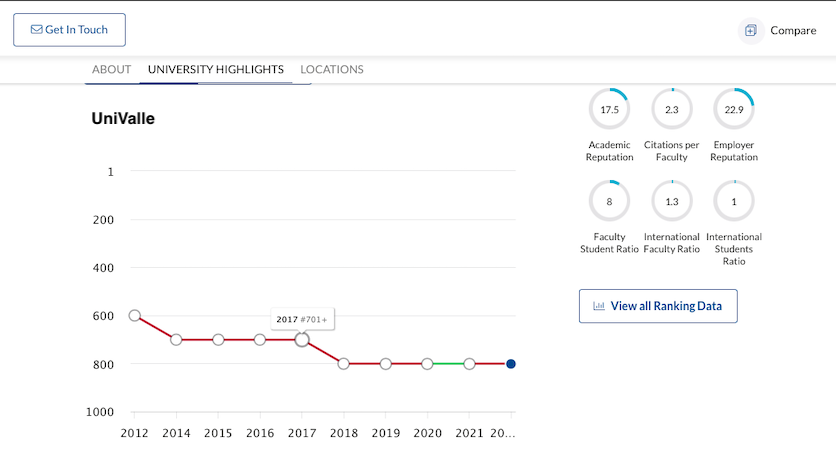 Get In Touch
Compare
ABOUT UNIVERSITY HIGHLIGHTS LOCATIONS
UniValle
1
200
400
600
800
1000
2017 #701+
2012 2014 2015 2016 2017 2018 2019 2020 2021 20...
17.5 2.3 22.9
Academic Citations per Employer
Reputation Faculty Reputation
8 1.3 1
Faculty International International
Student Ratio Faculty Ratio Students
Ratio
View all Ranking Data